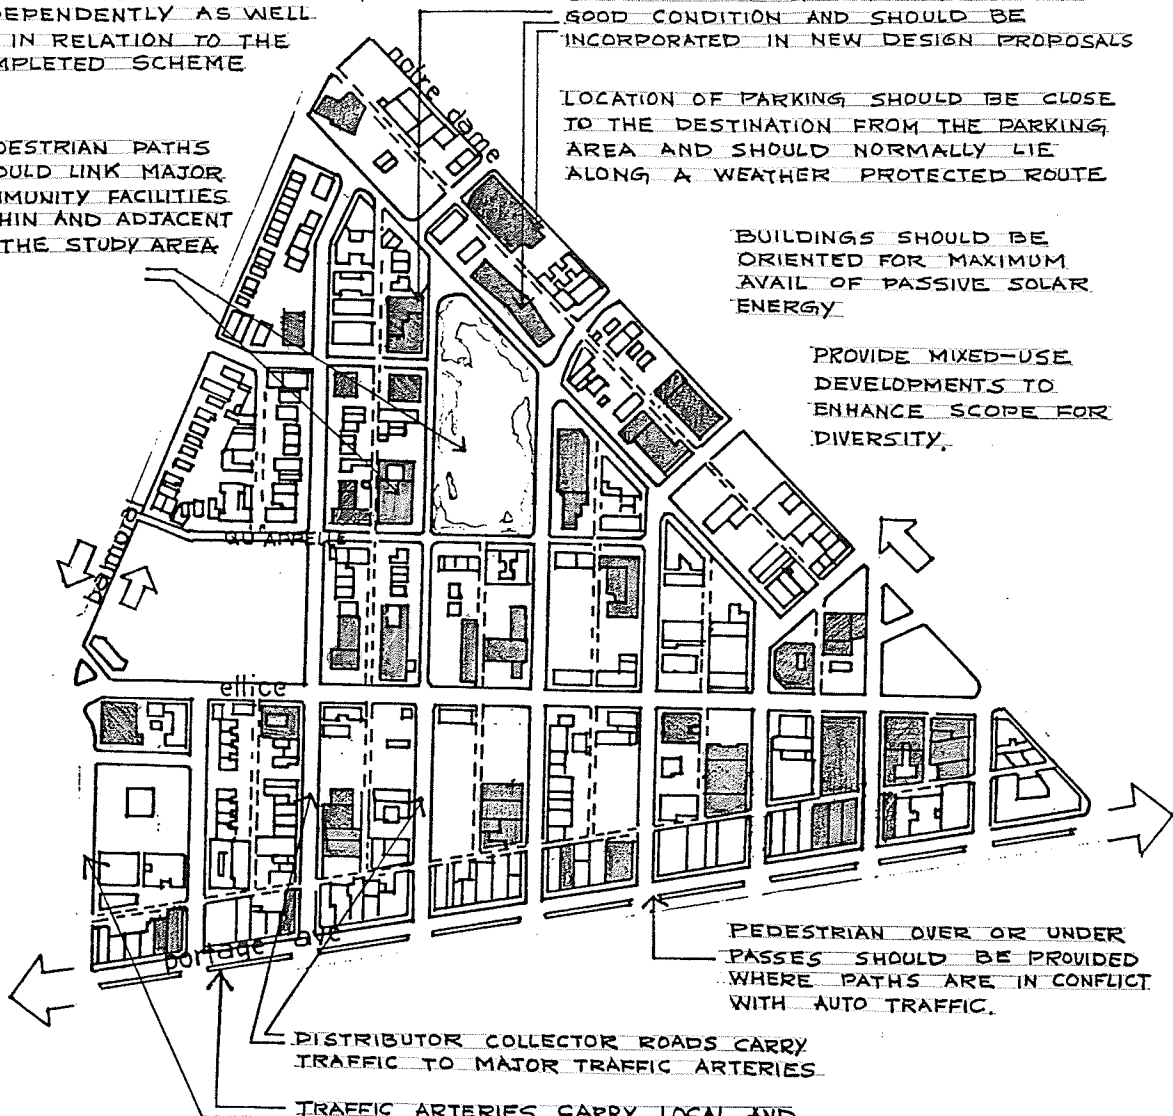 DEPENDENTLY AS WELL
IN RELATION TO THE
MPLETED SCHEME
GOOD CONDITION AND SHOULD BE
INCORPORATED IN NEW DESIGN PROPOSALS
LOCATION OF PARKING SHOULD BE CLOSE
TO THE DESTINATION FROM THE PARKING
AREA AND SHOULD NORMALLY LIE
ALONG A WEATHER PROTECTED ROUTE
DESTRIAN PATHS
OULD LINK MAJOR
MMUNITY FACILITIES
THIN AND ADJACENT
THE STUDY AREA
BUILDINGS SHOULD BE
ORIENTED FOR MAXIMUM
AVAIL OF PASSIVE SOLAR
ENERGY
PROVIDE MIXED-USE
DEVELOPMENTS TO
ENHANCE SCOPE FOR
DIVERSITY.
notre dame
balmoral
QU'APPELLE
ellice
portage ave
PEDESTRIAN OVER OR UNDER
PASSES SHOULD BE PROVIDED
WHERE PATHS ARE IN CONFLICT
WITH AUTO TRAFFIC.
DISTRIBUTOR COLLECTOR ROADS CARRY
TRAFFIC TO MAJOR TRAFFIC ARTERIES
TRAFFIC ARTERIES CARRY LOCAL AND